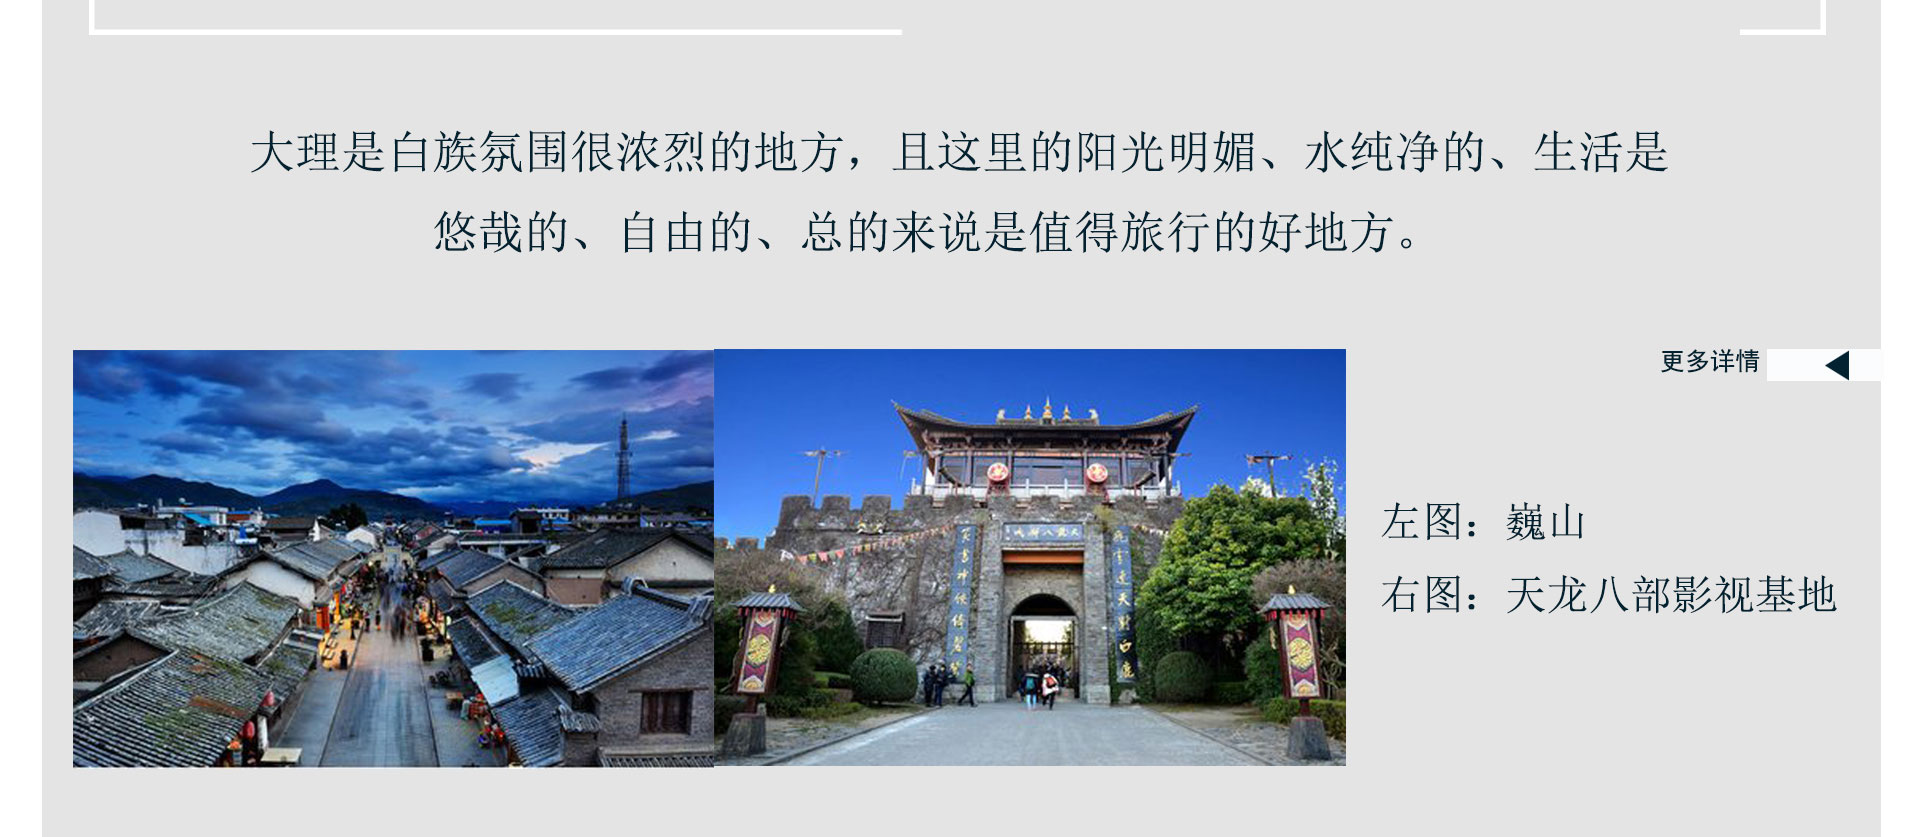 大理是白族氛围很浓烈的地方，且这里的阳光明媚、水纯净的、生活是
悠哉的、自由的、总的来说是值得旅行的好地方。
更多详情
左图：巍山
右图：天龙八部影视基地